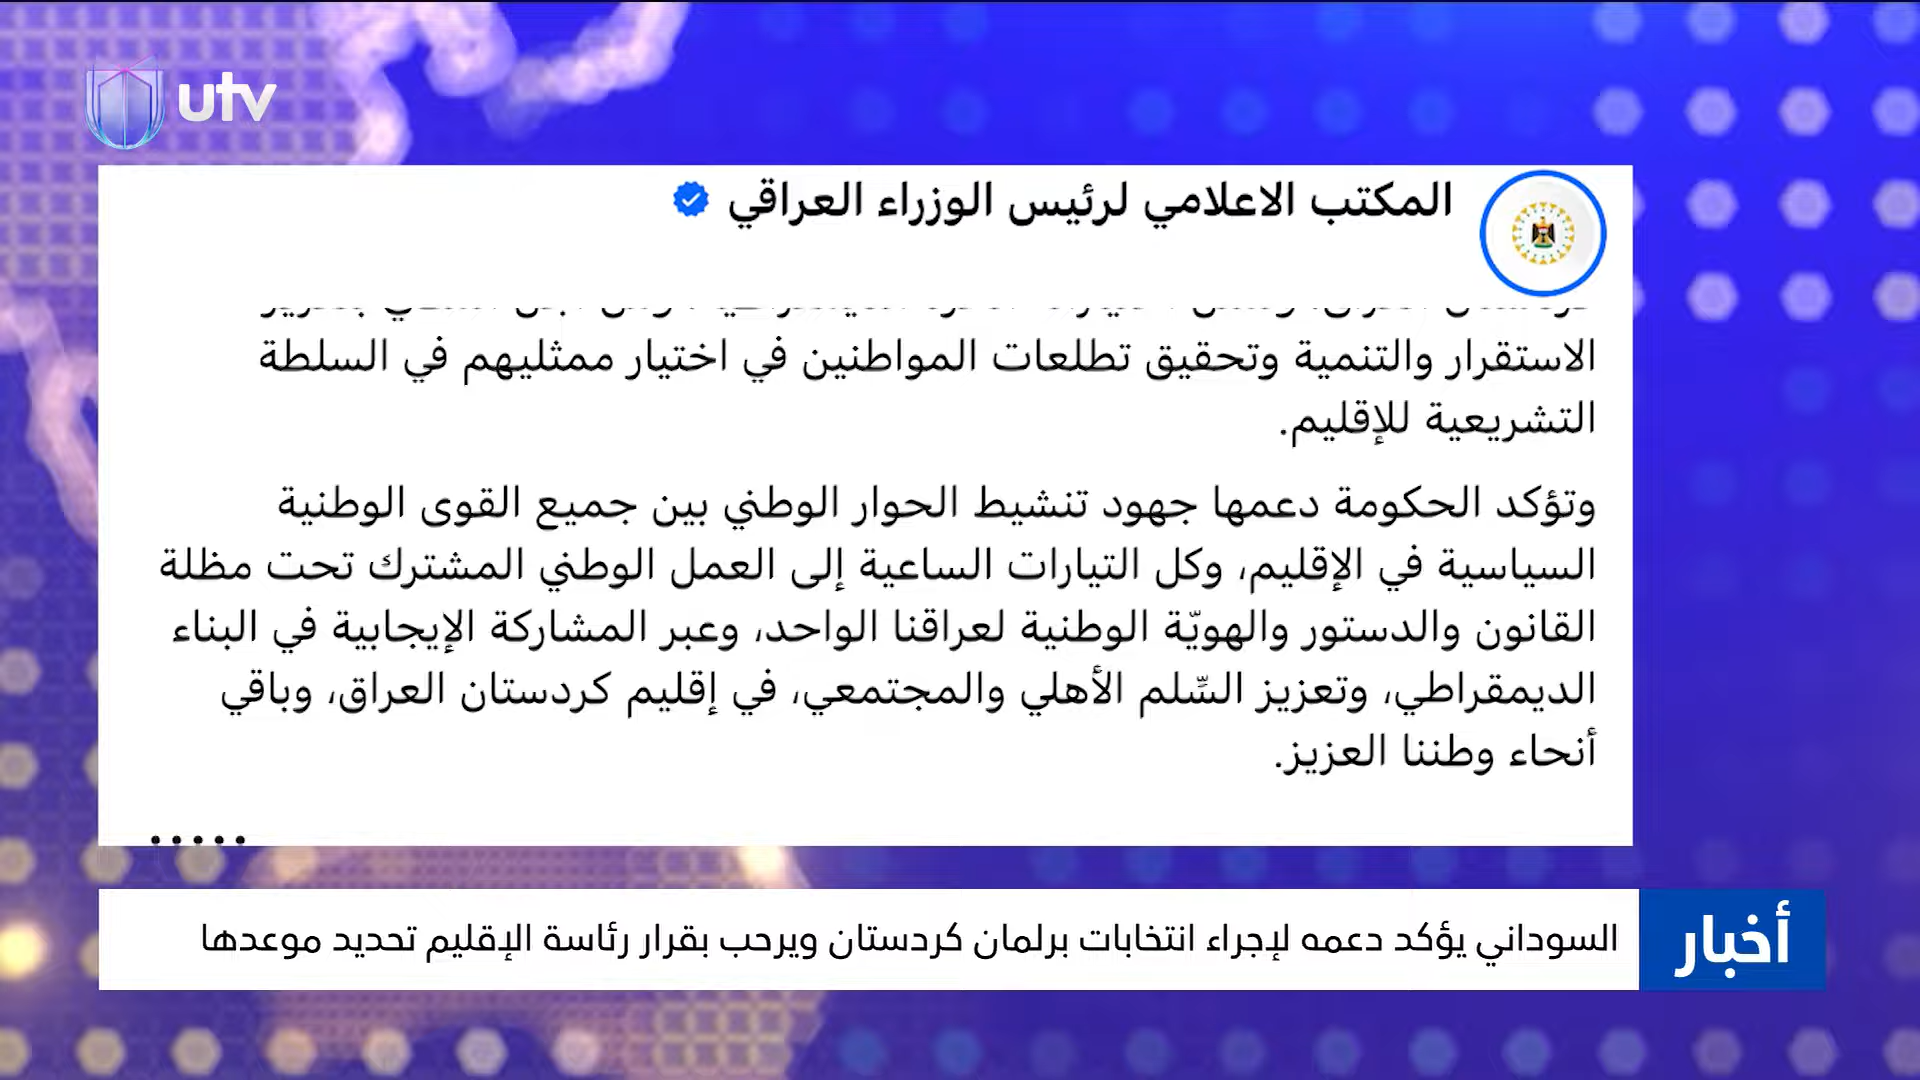 utv
المكتب الاعلامي لرئيس الوزراء العراقي
الاستقرار والتنمية وتحقيق تطلعات المواطنين في اختيار ممثليهم في السلطة
التشريعية للإقليم.
وتؤكد الحكومة دعمها جهود تنشيط الحوار الوطني بين جميع القوى الوطنية
السياسية في الإقليم، وكل التيارات الساعية إلى العمل الوطني المشترك تحت مظلة
القانون والدستور والهويّة الوطنية لعراقنا الواحد، وعبر المشاركة الإيجابية في البناء
الديمقراطي، وتعزيز السِّلم الأهلي والمجتمعي، في إقليم كردستان العراق، وباقي
أنحاء وطننا العزيز.
.....
أخبار
السوداني يؤكد دعمه لإجراء انتخابات برلمان كردستان ويرحب بقرار رئاسة الإقليم تحديد موعدها